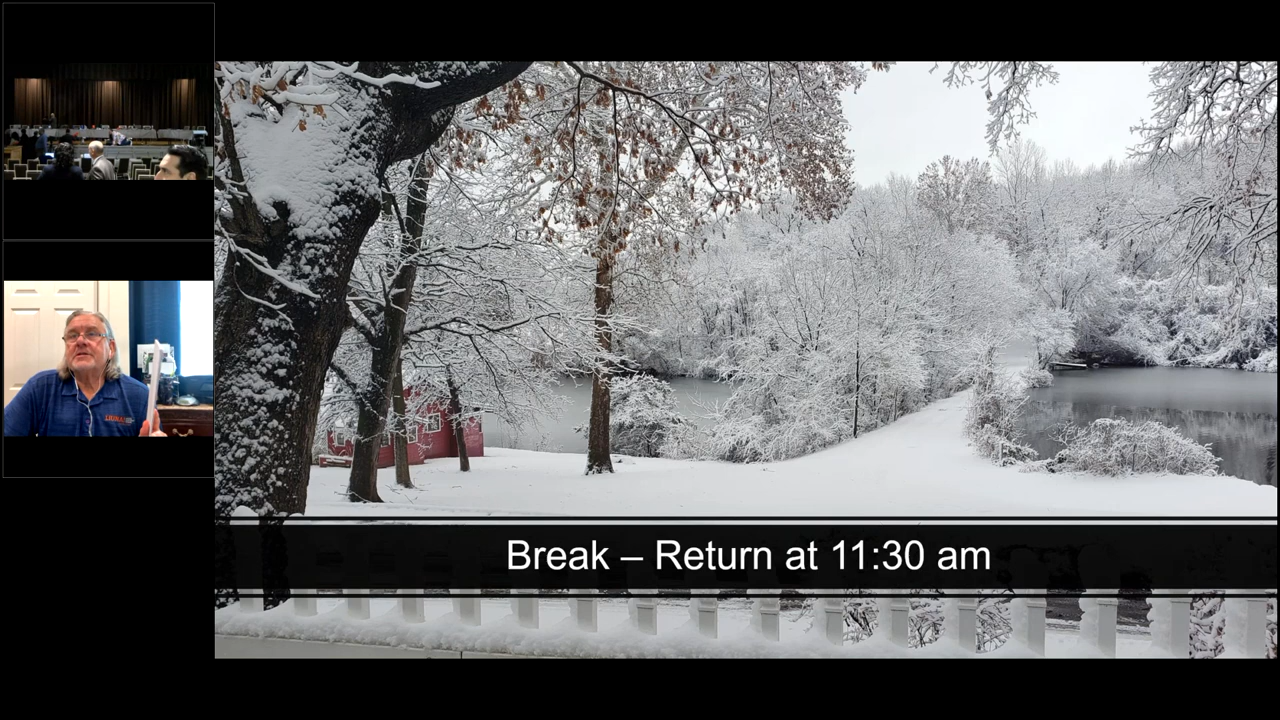 Break – Return at 11:30 am